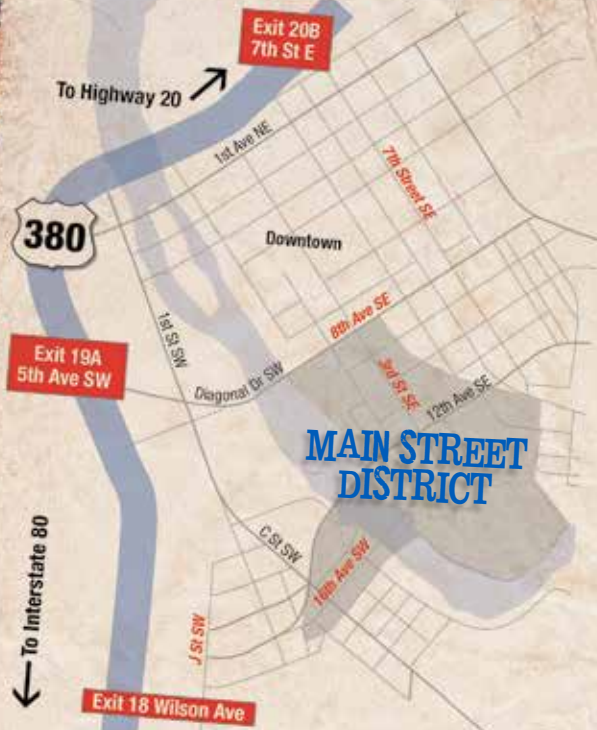 Exit 20B
7th St E
To Highway 20
1st Ave NE
7th Street SE
380
Downtown
8th Ave SE
1st St SW
Exit 19A
5th Ave SW
Diagonal Dr SW
3rd St SE
12th Ave SE
MAIN STREET
DISTRICT
To Interstate 80
C St SW
16th Ave SW
J St SW
Exit 18 Wilson Ave